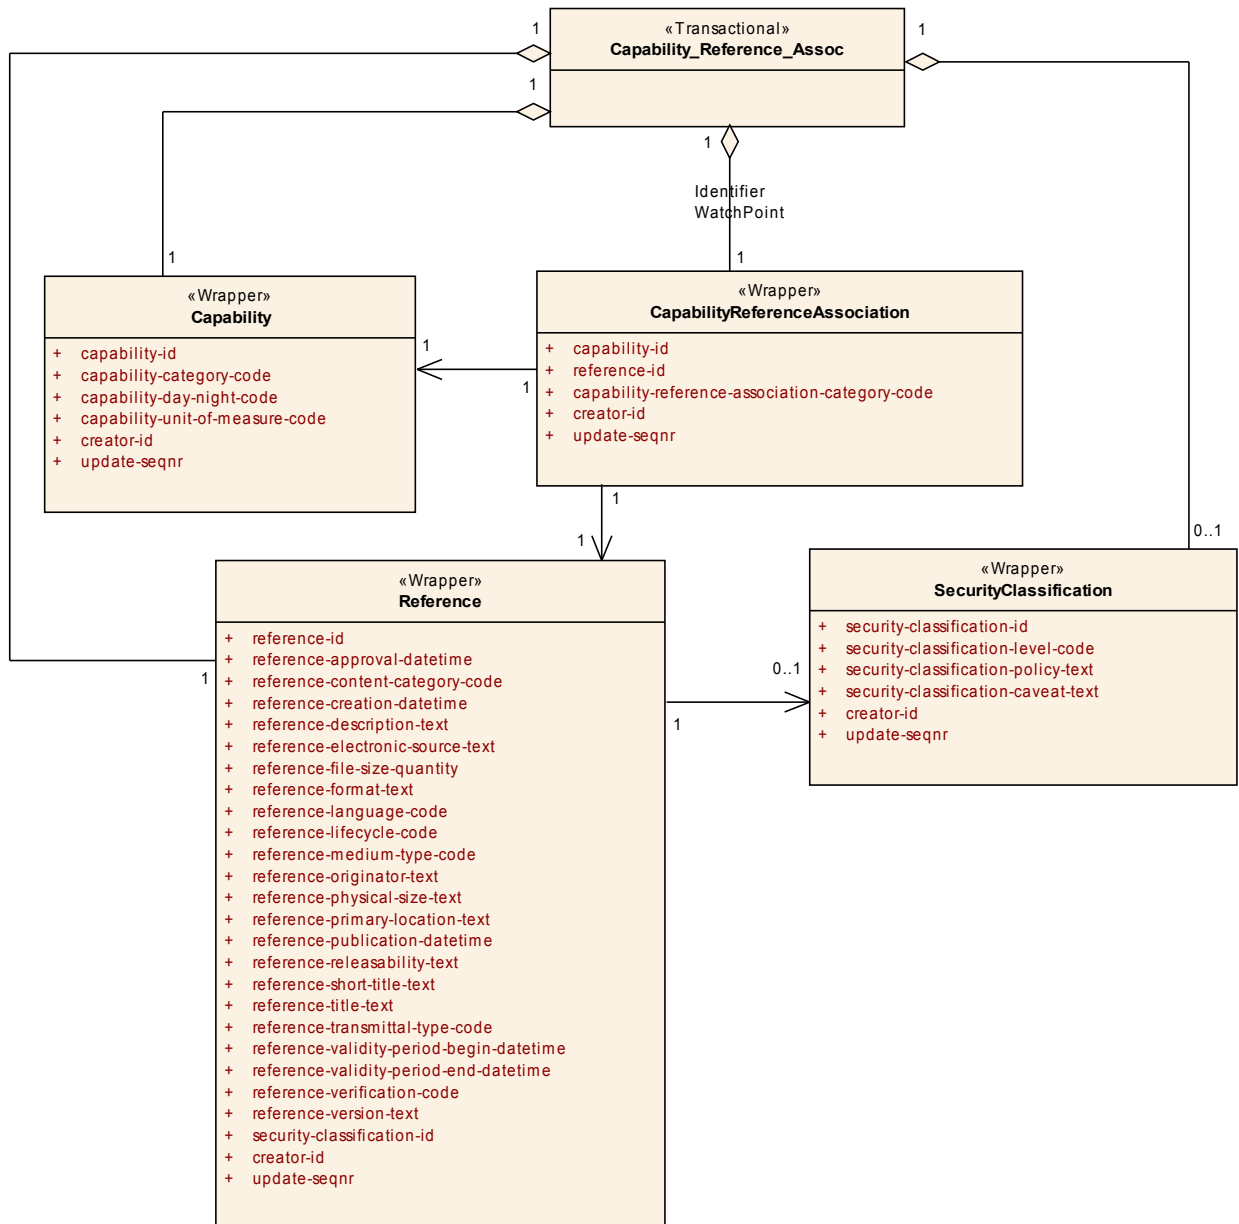 1
«Transactional»
Capability_Reference_Assoc
1
1
1
Identifier
WatchPoint
1
1
«Wrapper»
Capability
+ capability-id
+ capability-category-code
+ capability-day-night-code
+ capability-unit-of-measure-code
+ creator-id
+ update-seqnr
«Wrapper»
CapabilityReferenceAssociation
+ capability-id
+ reference-id
+ capability-reference-association-category-code
+ creator-id
+ update-seqnr
1
1
1
1
0..1
«Wrapper»
Reference
+ reference-id
+ reference-approval-datetime
+ reference-content-category-code
+ reference-creation-datetime
+ reference-description-text
+ reference-electronic-source-text
+ reference-file-size-quantity
+ reference-format-text
+ reference-language-code
+ reference-lifecycle-code
+ reference-medium-type-code
+ reference-originator-text
+ reference-physical-size-text
+ reference-primary-location-text
+ reference-publication-datetime
+ reference-releasability-text
+ reference-short-title-text
+ reference-title-text
+ reference-transmittal-type-code
+ reference-validity-period-begin-datetime
+ reference-validity-period-end-datetime
+ reference-verification-code
+ reference-version-text
+ security-classification-id
+ creator-id
+ update-seqnr
1
«Wrapper»
SecurityClassification
+ security-classification-id
+ security-classification-level-code
+ security-classification-policy-text
+ security-classification-caveat-text
+ creator-id
+ update-seqnr
0..1
1